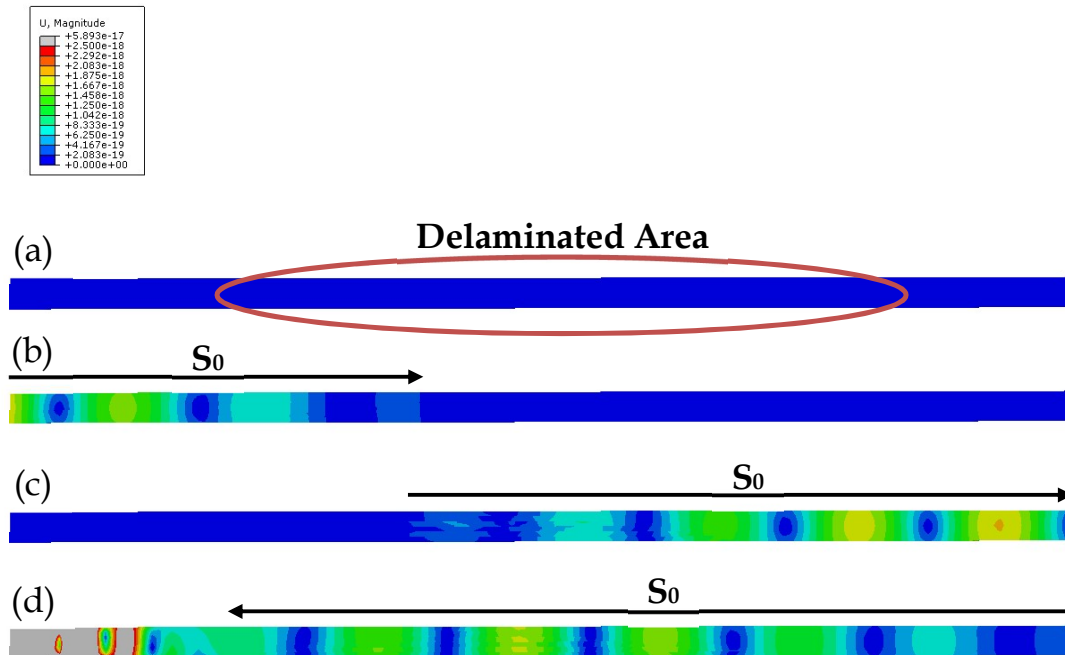 U, Magnitude
+5.893e-17
+2.500e-18
+2.292e-18
+2.083e-18
+1.875e-18
+1.667e-18
+1.458e-18
+1.250e-18
+1.042e-18
+8.333e-19
+6.250e-19
+4.167e-19
+2.083e-19
+0.000e+00
(a)
Delaminated Area
(b)
S0
(c)
S0
(d)
S0